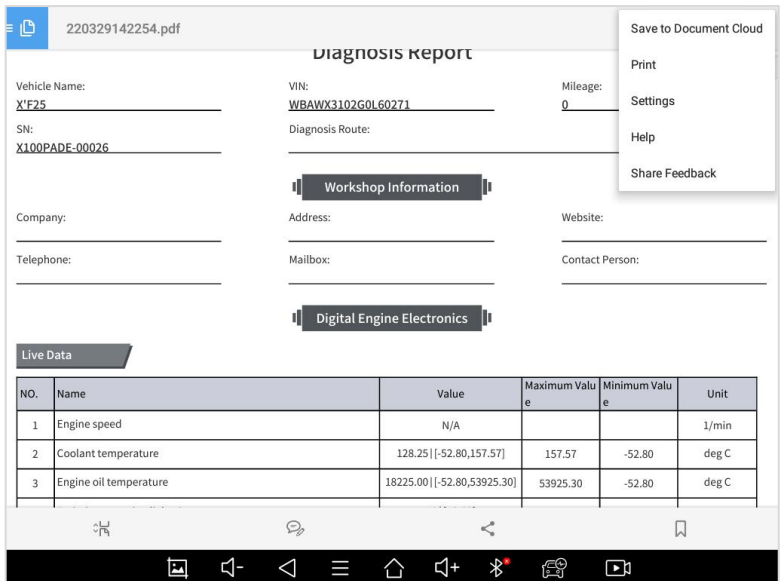 220329142254.pdf
Save to Document Cloud
Print
Settings
Help
Share Feedback
Diagnosis Report
Vehicle Name: VIN: Mileage:
X'F25 WBAWX3102G0L60271 0
SN: Diagnosis Route:
X100PADE-00026
Workshop Information
Company: Address: Website:
Telephone: Mailbox: Contact Person:
Digital Engine Electronics
Live Data
NO. Name Value Maximum Value Minimum Value Unit
1 Engine speed N/A 1/min
2 Coolant temperature 128.25|[-52.80,157.57] 157.57 -52.80 deg C
3 Engine oil temperature 18225.00|[-52.80,53925.30] 53925.30 -52.80 deg C